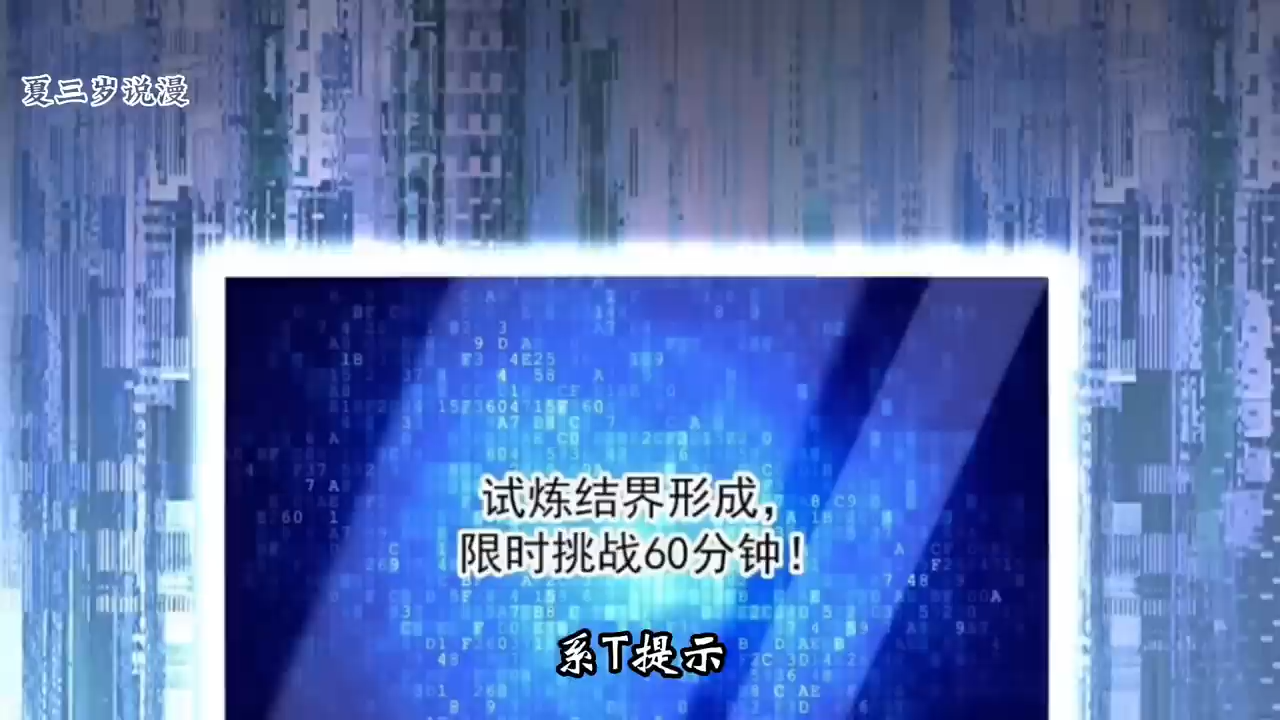 夏三岁说漫
试炼结界形成，
限时挑战60分钟！
系T提示